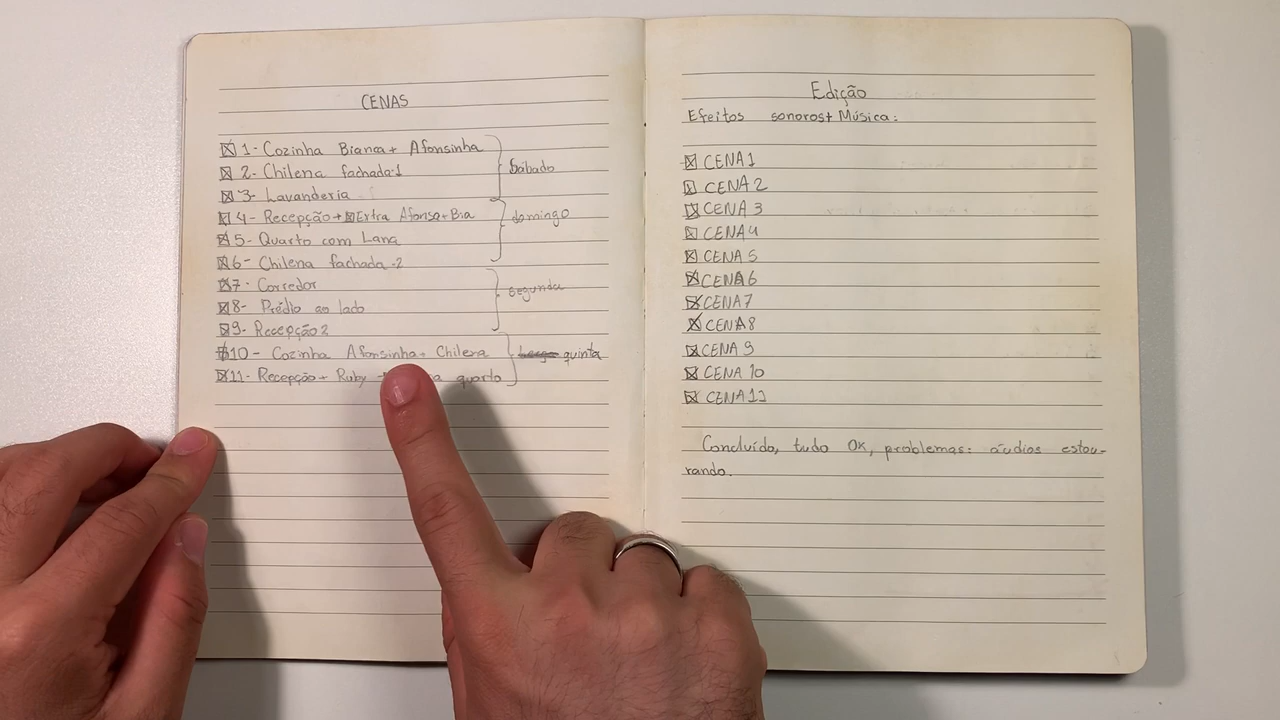 CENAS
1- Cozinha Bianca + Afonsinha
2- Chilena fachada-1
Sábado
3- Lavanderia
4- Recepção + Extra Afonso + Bia
domingo
5- Quarto com Lana
6- Chilena fachada-2
7- Corredor
segunda
8- Prédio ao lado
9- Recepção 2
10- Cozinha Afonsinha + Chilena
quinta
11- Recepção + Ruby quarto
Edição
Efeitos sonoros + Música:
CENA 1
CENA 2
CENA 3
CENA 4
CENA 5
CENA 6
CENA 7
CENA 8
CENA 9
CENA 10
CENA 11
Concluído, tudo OK, problemas: áudios estou-
rando.